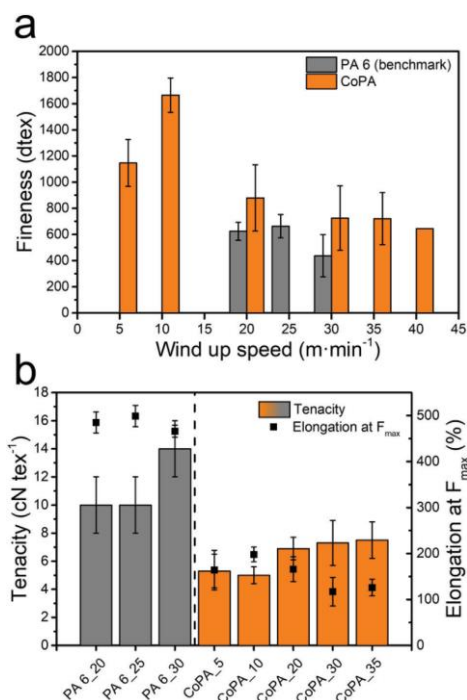 a
2000
1800
1600
1400
1200
1000
800
600
400
200
0
Fineness (dtex)
PA 6 (benchmark)
CoPA
0 5 10 15 20 25 30 35 40 45
Wind up speed (m·min⁻¹)
b
18
16
14
12
10
8
6
4
2
0
Tenacity (cN tex⁻¹)
Tenacity
Elongation at Fmax
500
400
300
200
100
0
Elongation at Fmax (%)
PA 6_20
PA 6_25
PA 6_30
CoPA_5
CoPA_10
CoPA_20
CoPA_30
CoPA_35